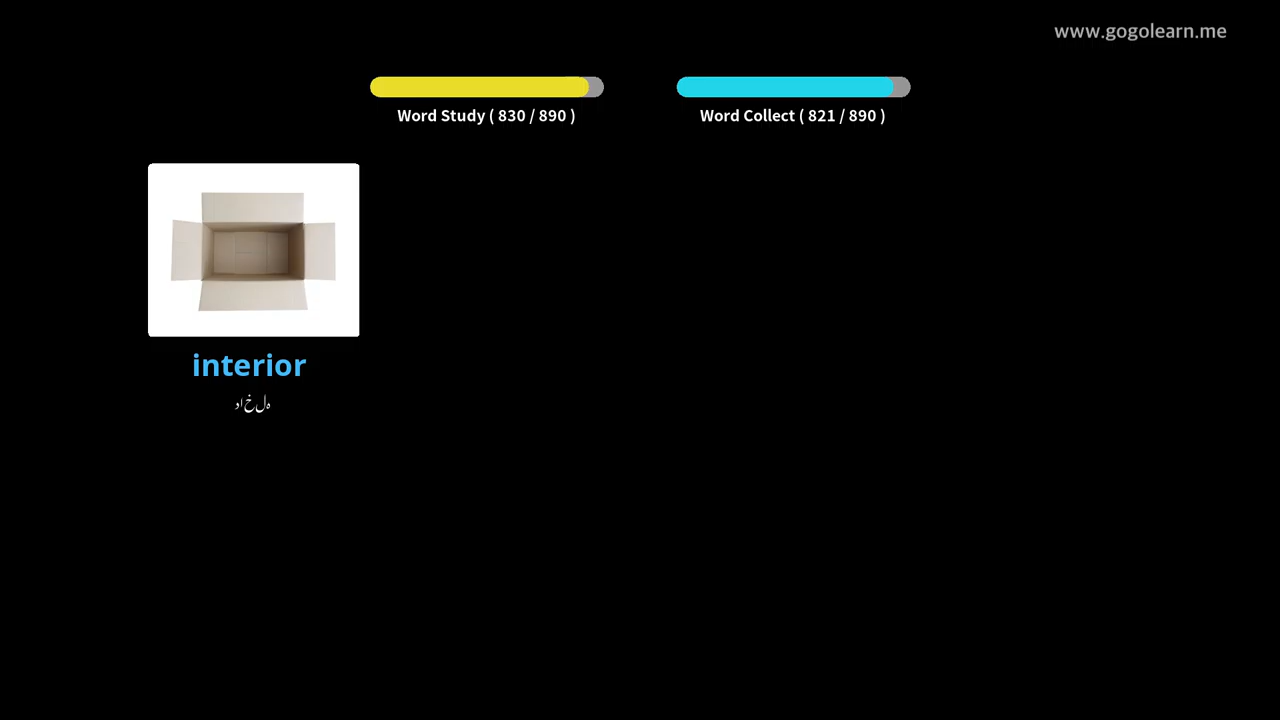 www.gogolearn.me
Word Study ( 830 / 890 )
Word Collect ( 821 / 890 )
interior
داخلہ